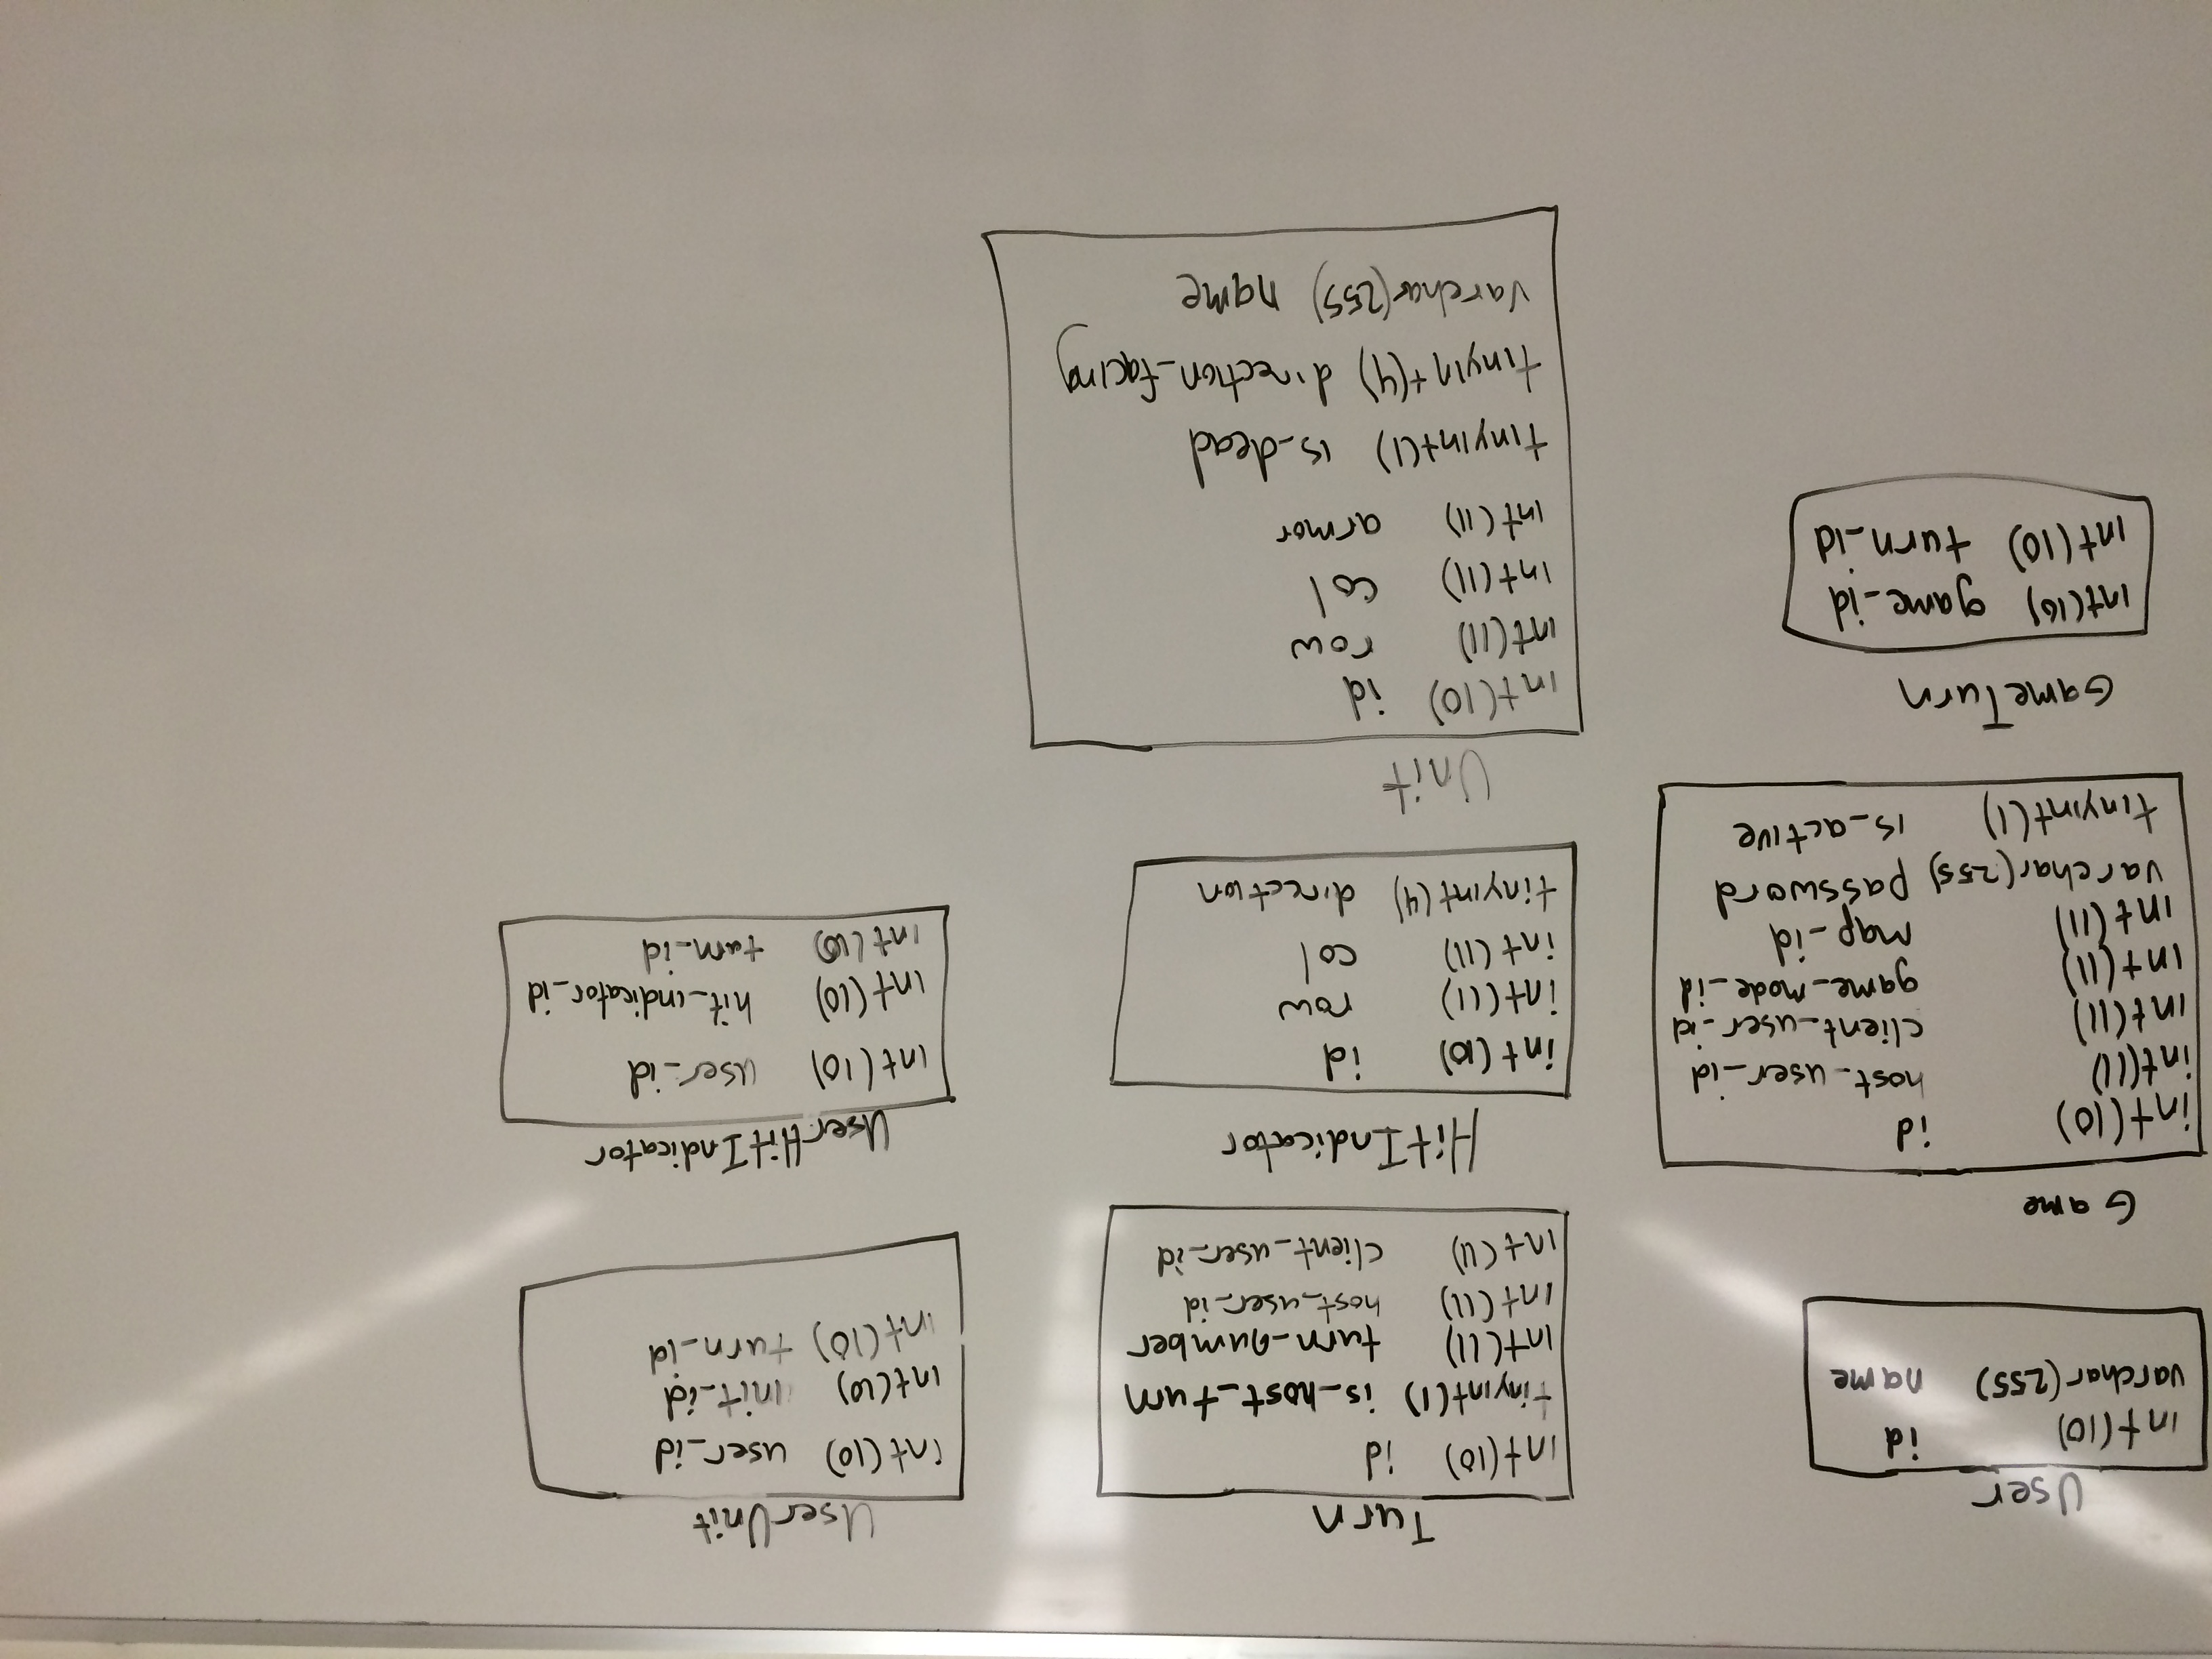 User
int(10) id
varchar(255) name
Game
int(10) id
int(11) host_user_id
int(11) client_user_id
int(11) game_mode_id
int(11) map_id
varchar(255) password
tinyint(1) is_active
GameTurn
int(10) game_id
int(10) turn_id
Turn
int(10) id
tinyint(1) is_host_turn
int(11) turn_number
int(11) host_user_id
int(11) client_user_id
HitIndicator
int(10) id
int(11) row
int(11) col
tinyint(4) direction
Unit
int(10) id
int(11) row
int(11) col
int(11) armor
tinyint(1) is_dead
tinyint(4) direction_facing
varchar(255) name
UserUnit
int(10) user_id
int(10) unit_id
int(10) turn_id
UserHitIndicator
int(10) user_id
int(10) hit_indicator_id
int(10) turn_id